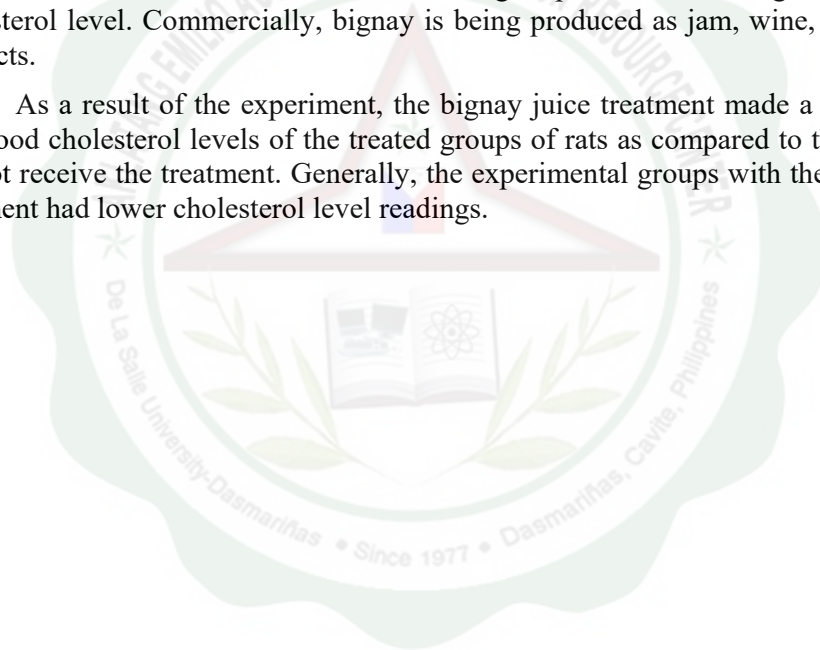 sterol level. Commercially, bignay is being produced as jam, wine,
cts.
As a result of the experiment, the bignay juice treatment made a
ood cholesterol levels of the treated groups of rats as compared to t
ot receive the treatment. Generally, the experimental groups with the
ment had lower cholesterol level readings.
RESOURCE CENTER
De La Salle University-Dasmariñas • Since 1977 • Dasmariñas, Cavite, Philippines